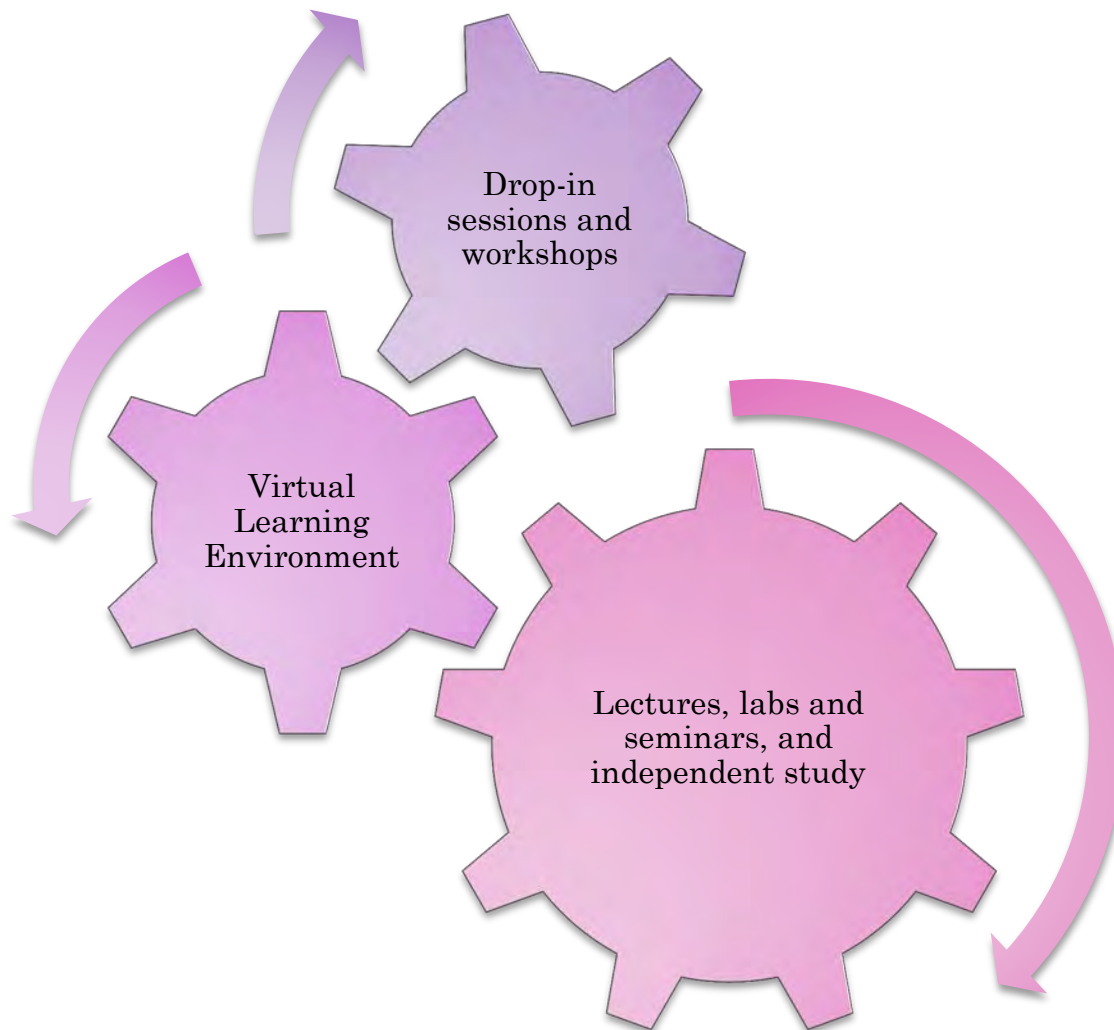 Drop-in
sessions and
workshops
Virtual
Learning
Environment
Lectures, labs and
seminars, and
independent study